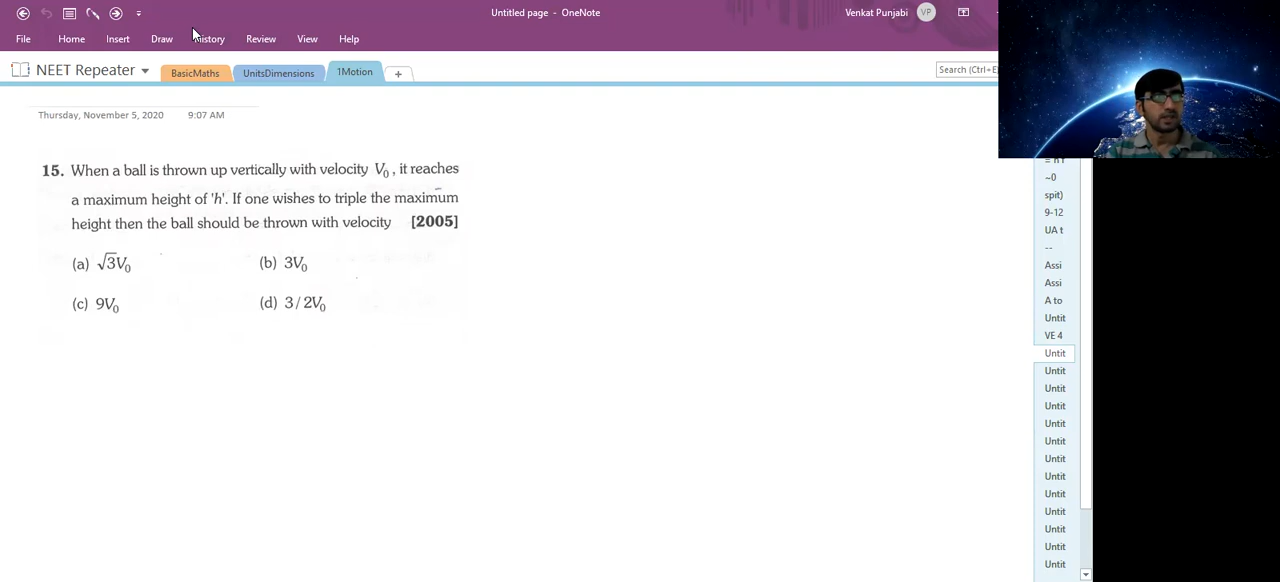 Untitled page - OneNote
Venkat Punjabi
VP
File
Home
Insert
Draw
History
Review
View
Help
NEET Repeater
BasicMaths
UnitsDimensions
1Motion
+
Search (Ctrl+E)
Thursday, November 5, 2020 9:07 AM
15. When a ball is thrown up vertically with velocity V₀, it reaches
a maximum height of 'h'. If one wishes to triple the maximum
height then the ball should be thrown with velocity [2005]
(a) √3V₀ (b) 3V₀
(c) 9V₀ (d) 3/2V₀
~0
spit)
9-12
UA t
--
Assi
Assi
A to
Untit
VE 4
Untit
Untit
Untit
Untit
Untit
Untit
Untit
Untit
Untit
Untit
Untit
Untit
Untit